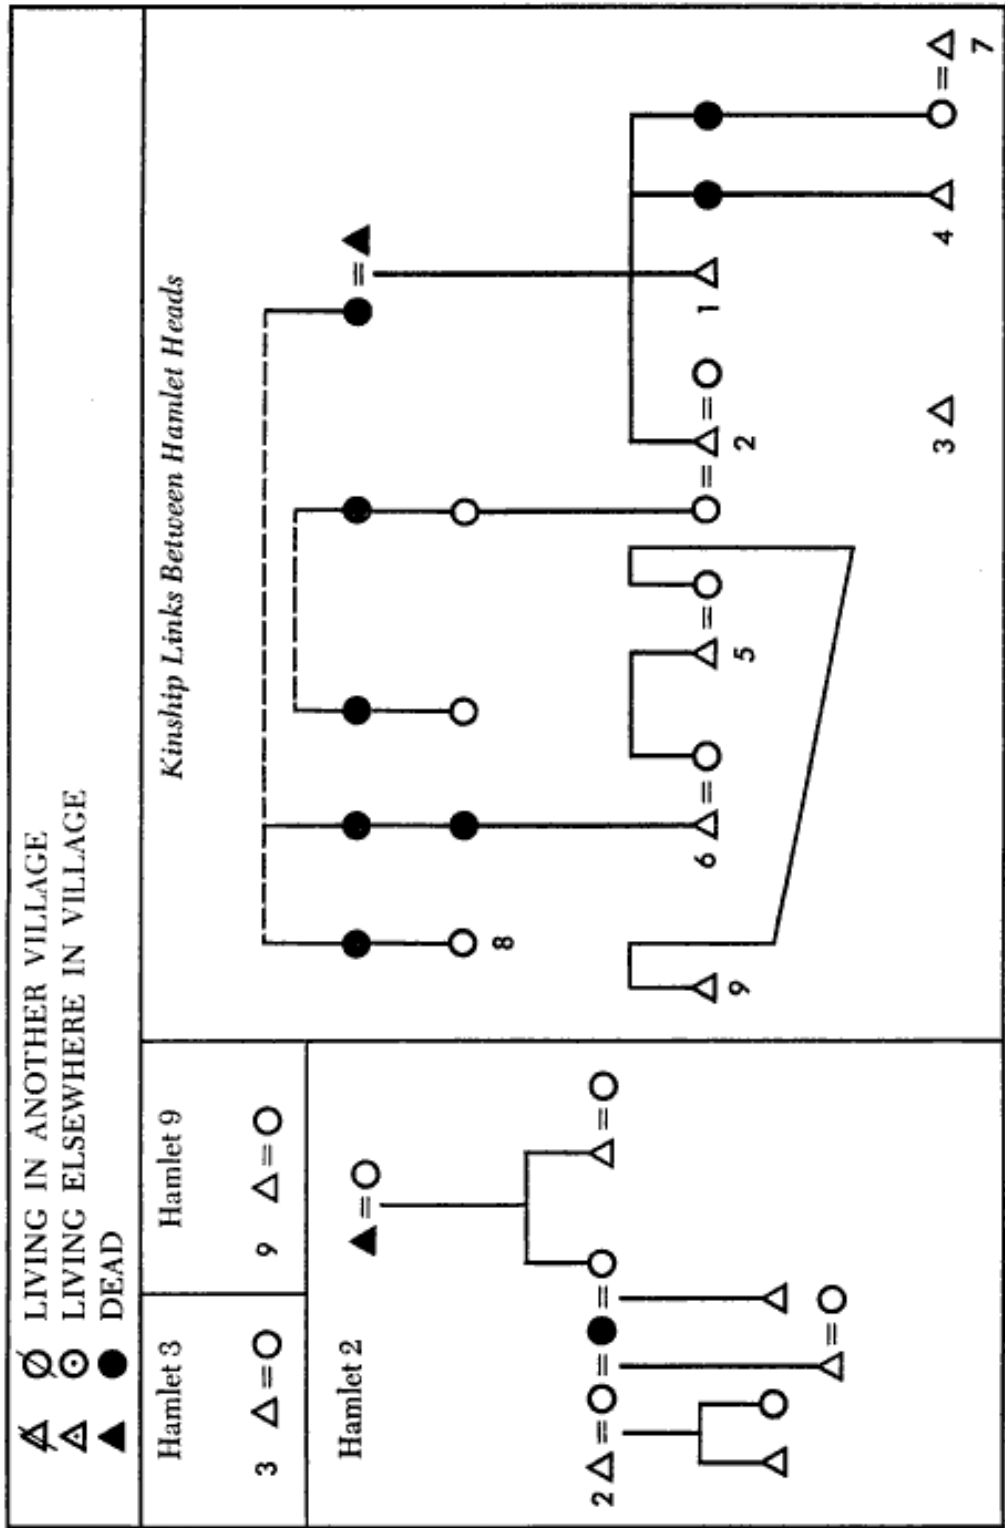 LIVING IN ANOTHER VILLAGE
LIVING ELSEWHERE IN VILLAGE
DEAD
Hamlet 3
3
Hamlet 9
9
Hamlet 2
2
Kinship Links Between Hamlet Heads
9
8
6
5
2
1
3
4
7